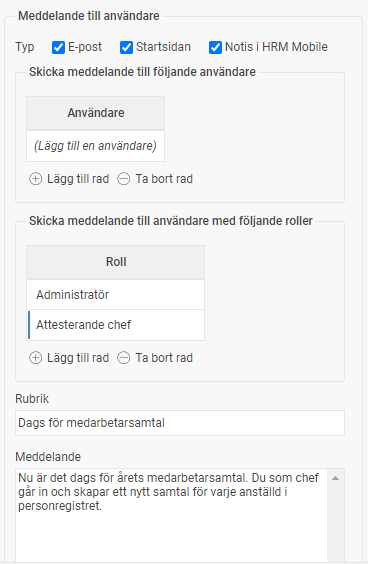 Meddelande till användare
Typ E-post Startsidan Notis i HRM Mobile
Skicka meddelande till följande användare
Användare
(Lägg till en användare)
Lägg till rad Ta bort rad
Skicka meddelande till användare med följande roller
Roll
Administratör
Attesterande chef
Lägg till rad Ta bort rad
Rubrik
Dags för medarbetarsamtal
Meddelande
Nu är det dags för årets medarbetarsamtal. Du som chef
går in och skapar ett nytt samtal för varje anställd i
personregistret.